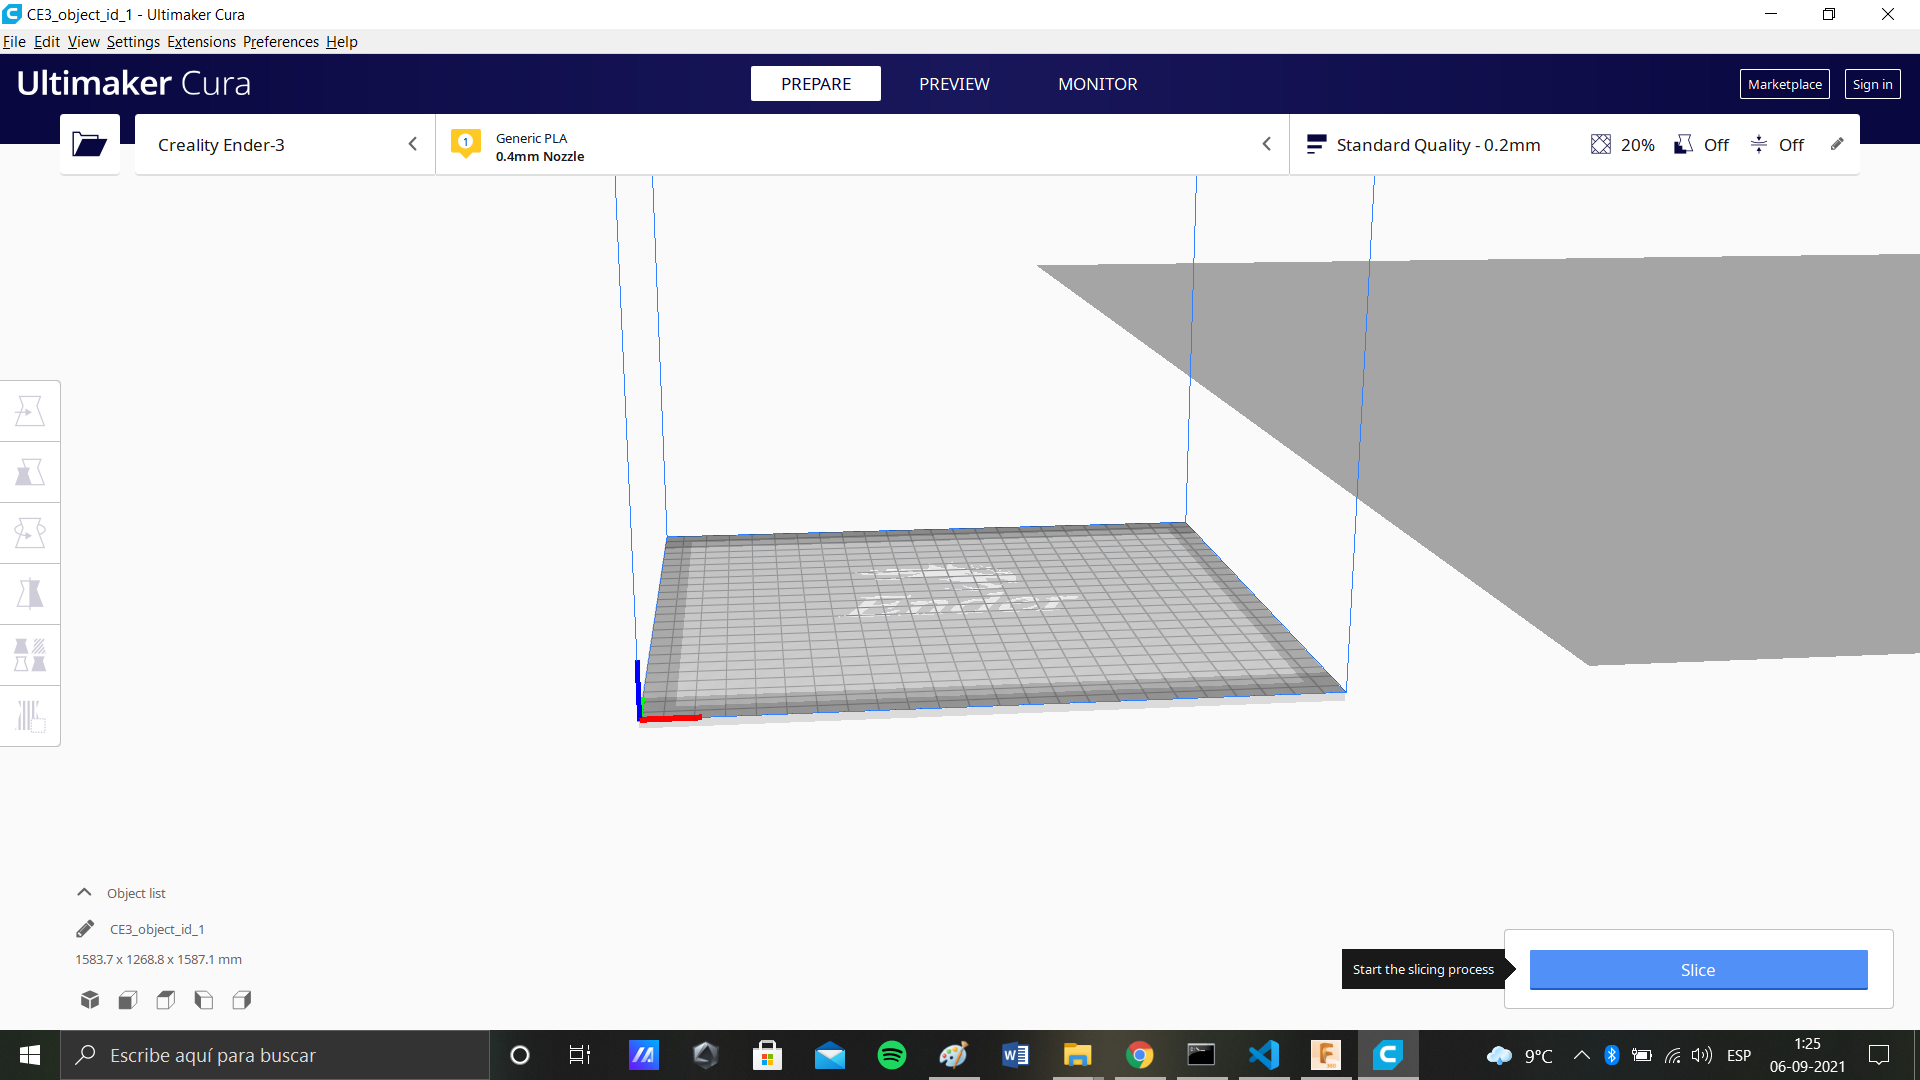 CE3_object_id_1 - Ultimaker Cura
File Edit View Settings Extensions Preferences Help
Ultimaker Cura
PREPARE
PREVIEW
MONITOR
Marketplace
Sign in
Creality Ender-3
1
Generic PLA
0.4mm Nozzle
Standard Quality - 0.2mm
20%
Off
Off
Ender
Object list
CE3_object_id_1
1583.7 x 1268.8 x 1587.1 mm
Start the slicing process
Slice
Escribe aquí para buscar
9°C
ESP
1:25
06-09-2021